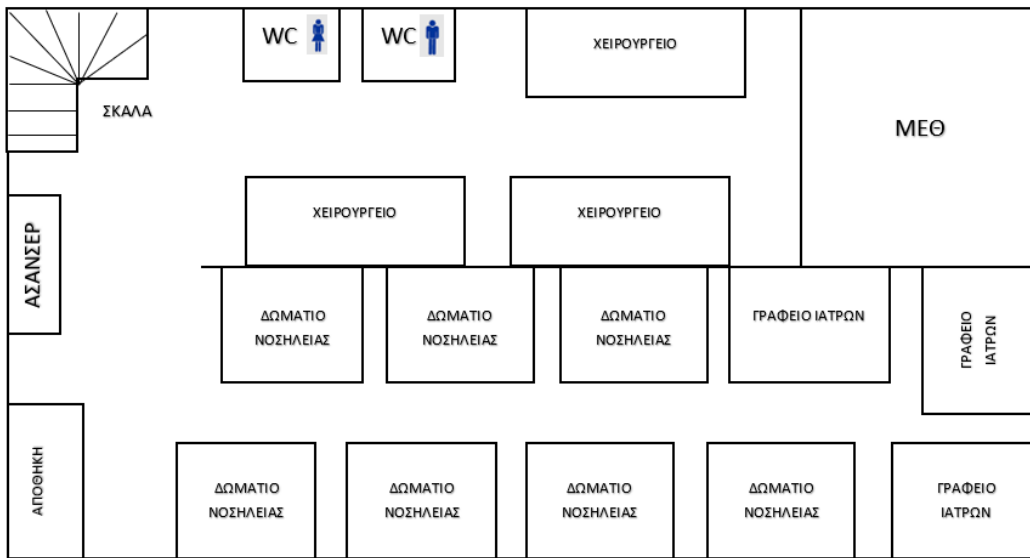 WC
WC
ΧΕΙΡΟΥΡΓΕΙΟ
ΣΚΑΛΑ
ΜΕΘ
ΧΕΙΡΟΥΡΓΕΙΟ
ΧΕΙΡΟΥΡΓΕΙΟ
ΑΣΑΝΣΕΡ
ΔΩΜΑΤΙΟ
ΝΟΣΗΛΕΙΑΣ
ΔΩΜΑΤΙΟ
ΝΟΣΗΛΕΙΑΣ
ΔΩΜΑΤΙΟ
ΝΟΣΗΛΕΙΑΣ
ΓΡΑΦΕΙΟ ΙΑΤΡΩΝ
ΓΡΑΦΕΙΟ
ΙΑΤΡΩΝ
ΑΠΟΘΗΚΗ
ΔΩΜΑΤΙΟ
ΝΟΣΗΛΕΙΑΣ
ΔΩΜΑΤΙΟ
ΝΟΣΗΛΕΙΑΣ
ΔΩΜΑΤΙΟ
ΝΟΣΗΛΕΙΑΣ
ΔΩΜΑΤΙΟ
ΝΟΣΗΛΕΙΑΣ
ΓΡΑΦΕΙΟ
ΙΑΤΡΩΝ